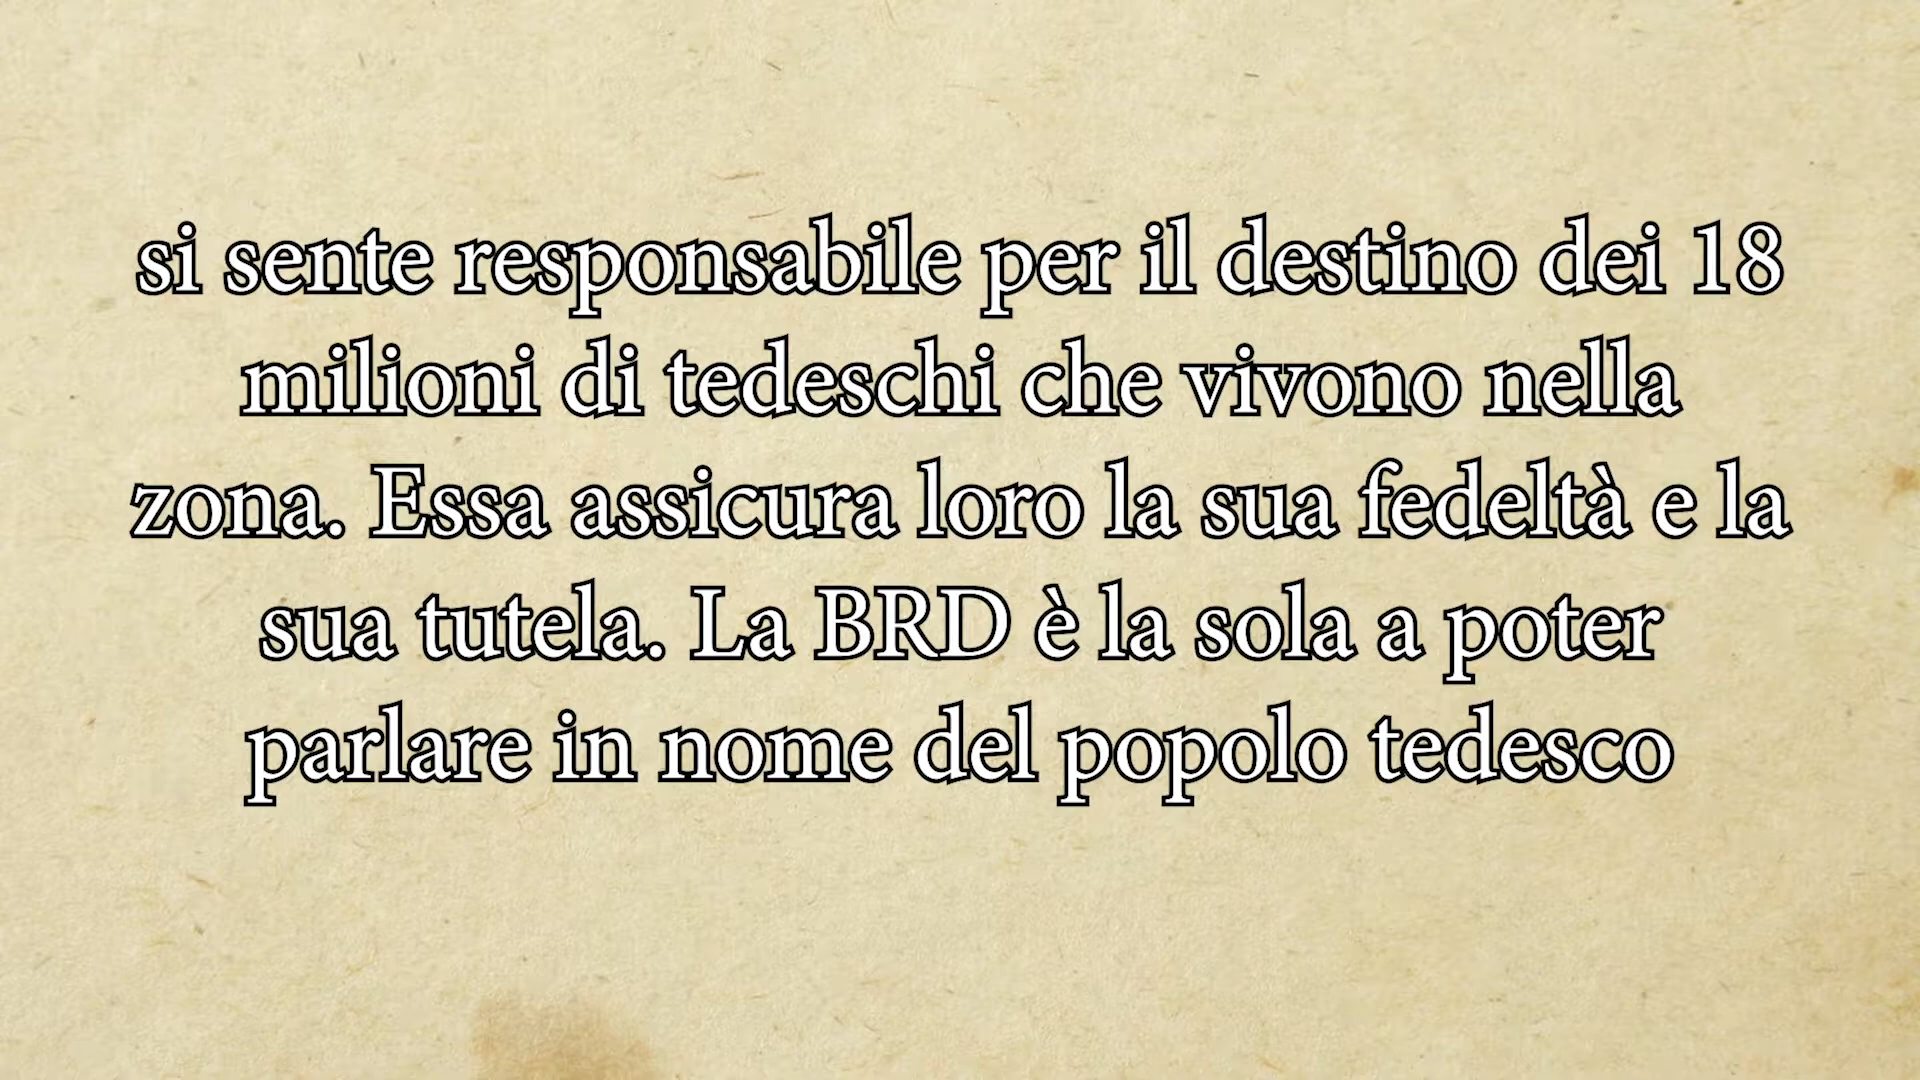 si sente responsabile per il destino dei 18
milioni di tedeschi che vivono nella
zona. Essa assicura loro la sua fedeltà e la
sua tutela. La BRD è la sola a poter
parlare in nome del popolo tedesco